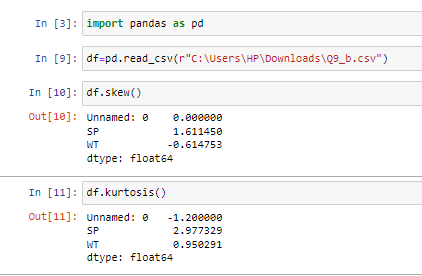 In [3]: import pandas as pd
In [9]: df=pd.read_csv(r"C:\Users\HP\Downloads\Q9_b.csv")
In [10]: df.skew()
Out[10]: Unnamed: 0    0.000000
SP            1.611450
WT           -0.614753
dtype: float64
In [11]: df.kurtosis()
Out[11]: Unnamed: 0   -1.200000
SP            2.977329
WT            0.950291
dtype: float64